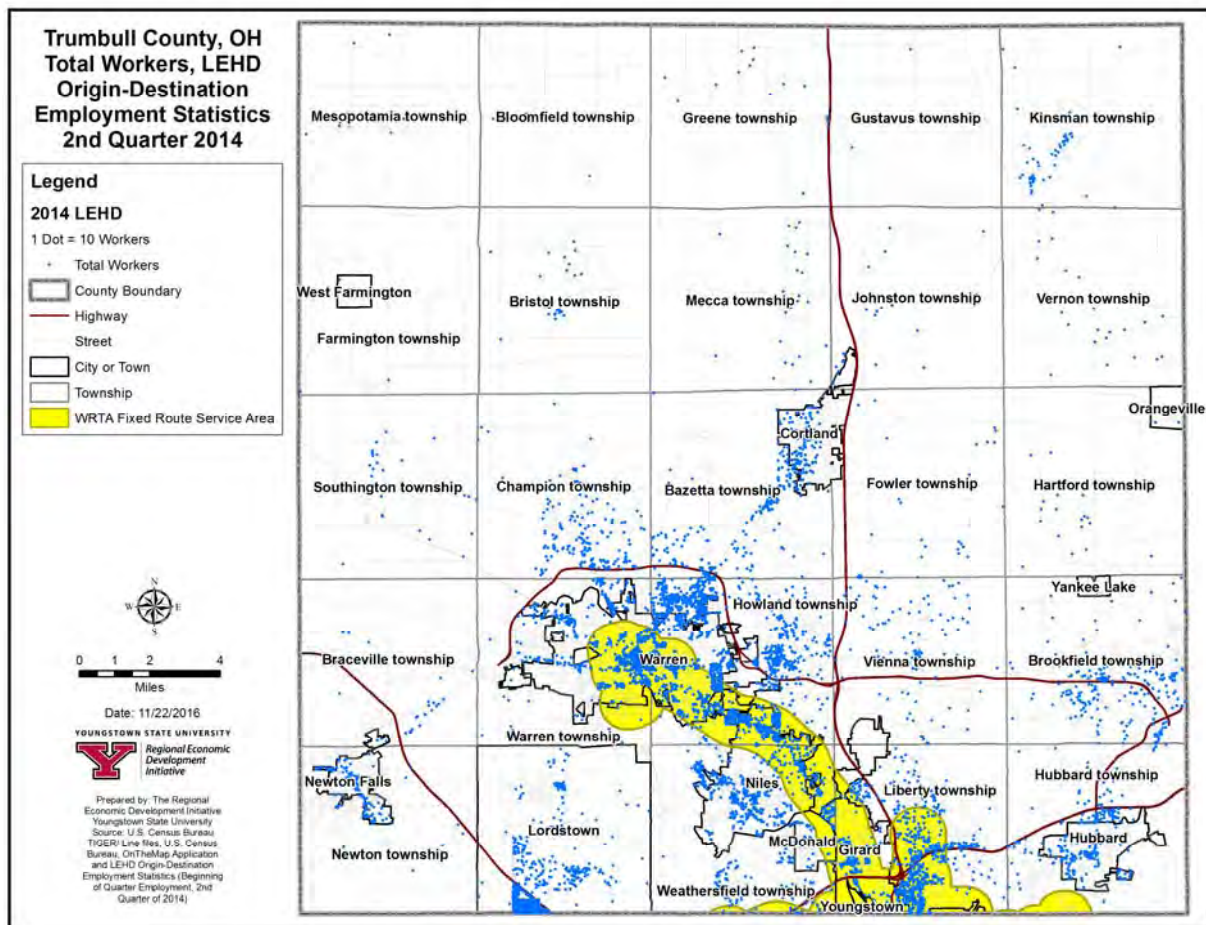 Trumbull County, OH
Total Workers, LEHD
Origin-Destination
Employment Statistics
2nd Quarter 2014
Legend
2014 LEHD
1 Dot = 10 Workers
Total Workers
County Boundary
Highway
Street
City or Town
Township
WRTA Fixed Route Service Area
N
W E
S
0 1 2 4
Miles
Date: 11/22/2016
YOUNGSTOWN STATE UNIVERSITY
Y
Regional Economic
Development
Initiative
Prepared by: The Regional
Economic Development Iniative
Youngstown State University
Source: U.S. Census Bureau
TIGER/ Line files, U.S. Census
Bureau, OnTheMap Application
and LEHD Origin-Destination
Employment Statistics (Beginning
of Quarter Employment, 2nd
Quarter of 2014)
Mesopotamia township
Bloomfield township
Greene township
Gustavus township
Kinsman township
West Farmington
Bristol township
Mecca township
Johnston township
Vernon township
Farmington township
Orangeville
Cortland
Southington township
Champion township
Bazetta township
Fowler township
Hartford township
Yankee Lake
Howland township
Braceville township
Warren
Vienna township
Brookfield township
Warren township
Newton Falls
Niles
Liberty township
Hubbard township
Lordstown
McDonald
Girard
Hubbard
Newton township
Weathersfield township
Youngstown